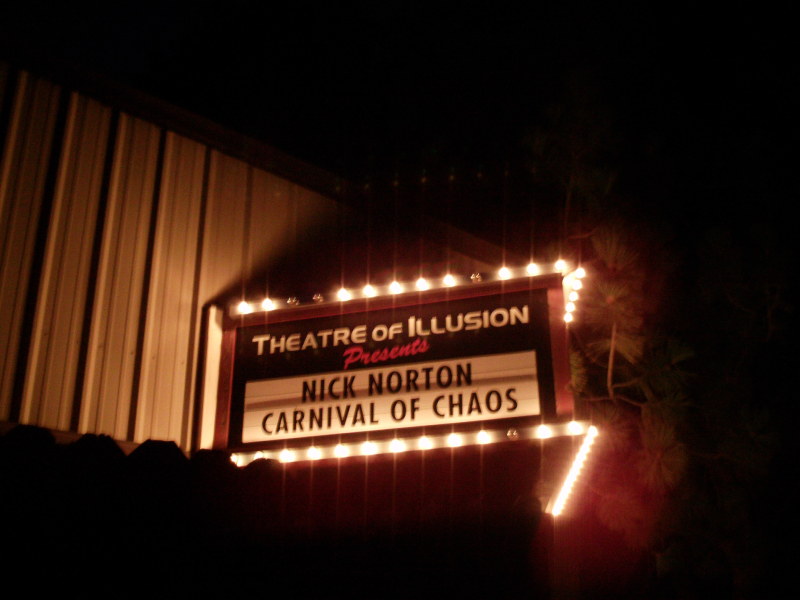 THEATRE OF ILLUSION
Presents
NICK NORTON
CARNIVAL OF CHAOS